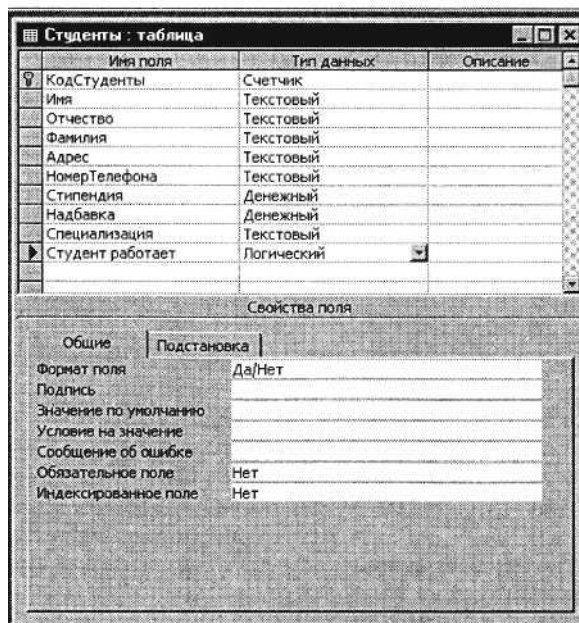 Студенты : таблица
Имя поля Тип данных Описание
КодСтуденты Счетчик
Имя Текстовый
Отчество Текстовый
Фамилия Текстовый
Адрес Текстовый
НомерТелефона Текстовый
Стипендия Денежный
Надбавка Денежный
Специализация Текстовый
Студент работает Логический
Свойства поля
Общие Подстановка
Формат поля Да/Нет
Подпись
Значение по умолчанию
Условие на значение
Сообщение об ошибке
Обязательное поле Нет
Индексированное поле Нет